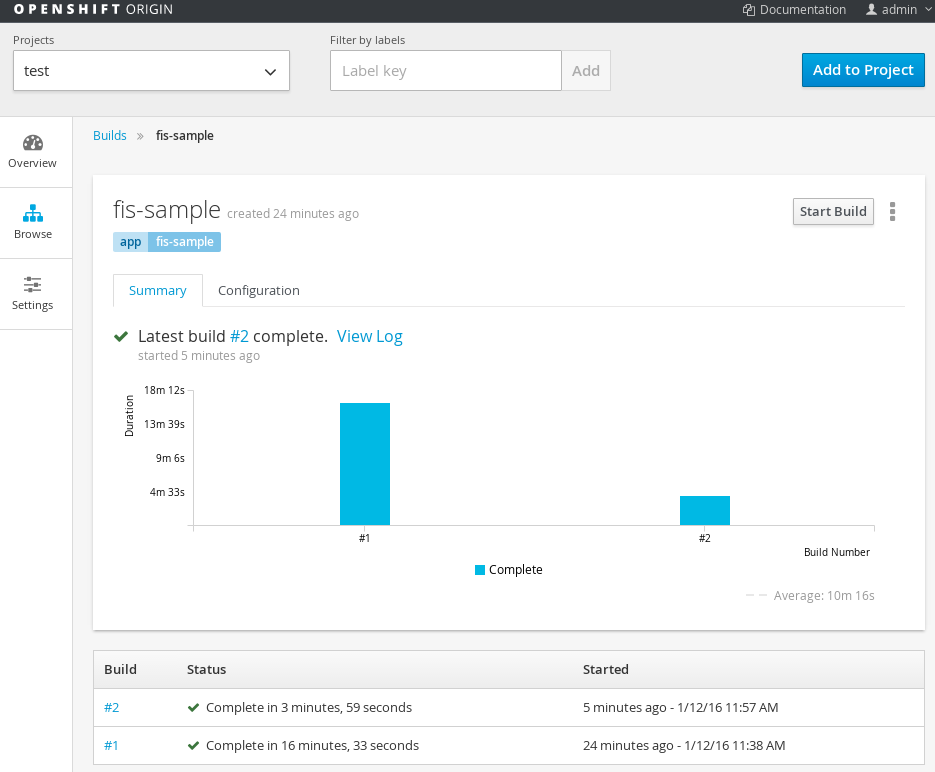 OPENSHIFT ORIGIN Documentation admin
Projects Filter by labels
test Label key Add Add to Project
Overview
Browse
Settings
Builds » fis-sample
fis-sample created 24 minutes ago Start Build
app fis-sample
Summary Configuration
Latest build #2 complete. View Log
started 5 minutes ago
Duration
18m 12s
13m 39s
9m 6s
4m 33s
#1 #2
Build Number
Complete
Average: 10m 16s
Build Status Started
#2 Complete in 3 minutes, 59 seconds 5 minutes ago - 1/12/16 11:57 AM
#1 Complete in 16 minutes, 33 seconds 24 minutes ago - 1/12/16 11:38 AM